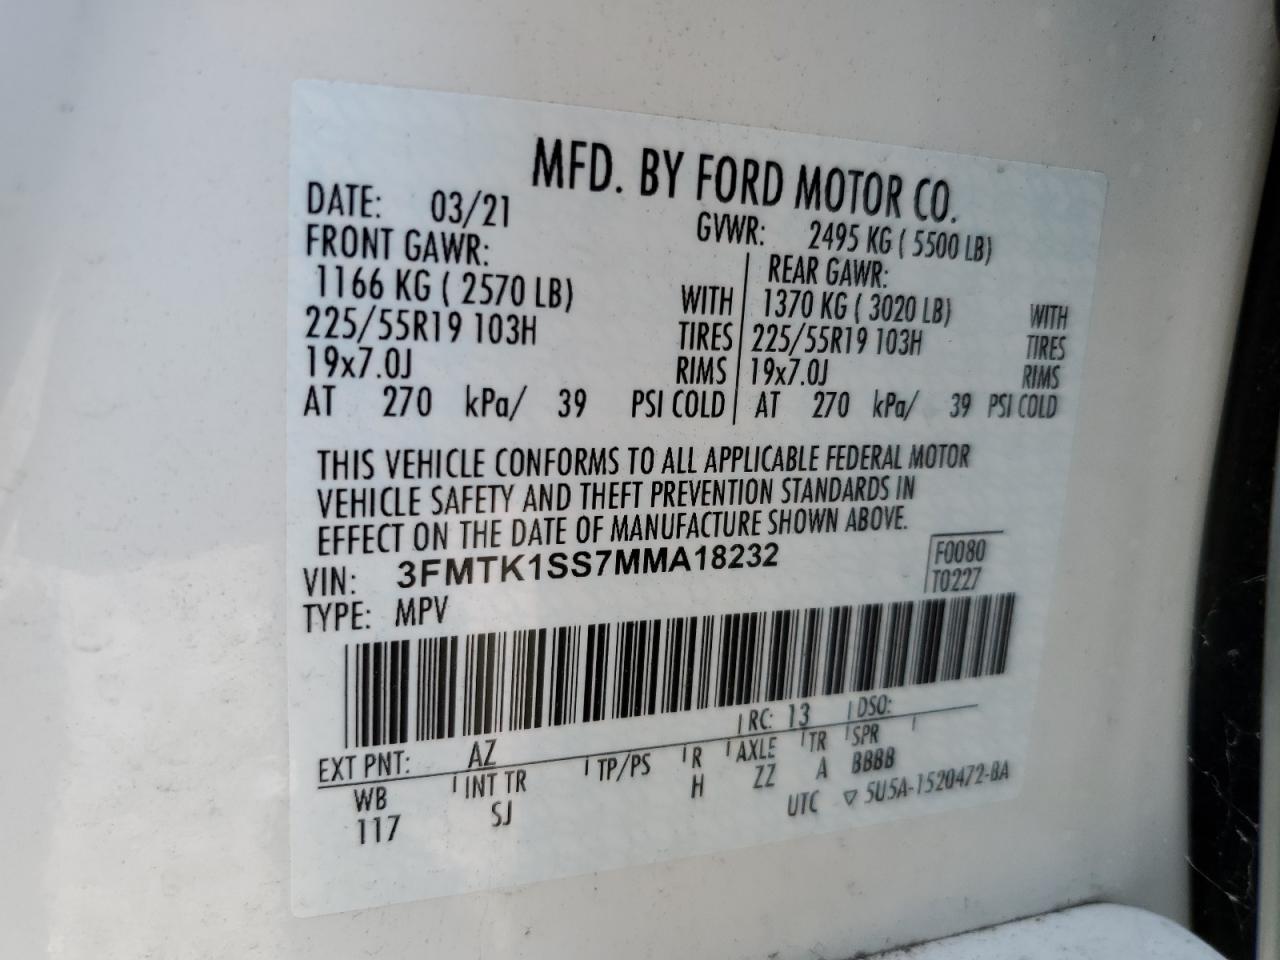 MFD. BY FORD MOTOR CO.
DATE: 03/21 GVWR: 2495 KG ( 5500 LB)
FRONT GAWR: REAR GAWR:
1166 KG ( 2570 LB) WITH 1370 KG ( 3020 LB) WITH
225/55R19 103H TIRES 225/55R19 103H TIRES
19x7.0J RIMS 19x7.0J RIMS
AT 270 kPa/ 39 PSI COLD AT 270 kPa/ 39 PSI COLD
THIS VEHICLE CONFORMS TO ALL APPLICABLE FEDERAL MOTOR
VEHICLE SAFETY AND THEFT PREVENTION STANDARDS IN
EFFECT ON THE DATE OF MANUFACTURE SHOWN ABOVE.
VIN: 3FMTK1SS7MMA18232 F0080
TYPE: MPV T0227
EXT PNT: AZ RC: 13 DSO:
WB INT TR TP/PS R AXLE TR SPR
117 SJ H ZZ A BBBB
UTC ▽ 5U5A-1520472-BA